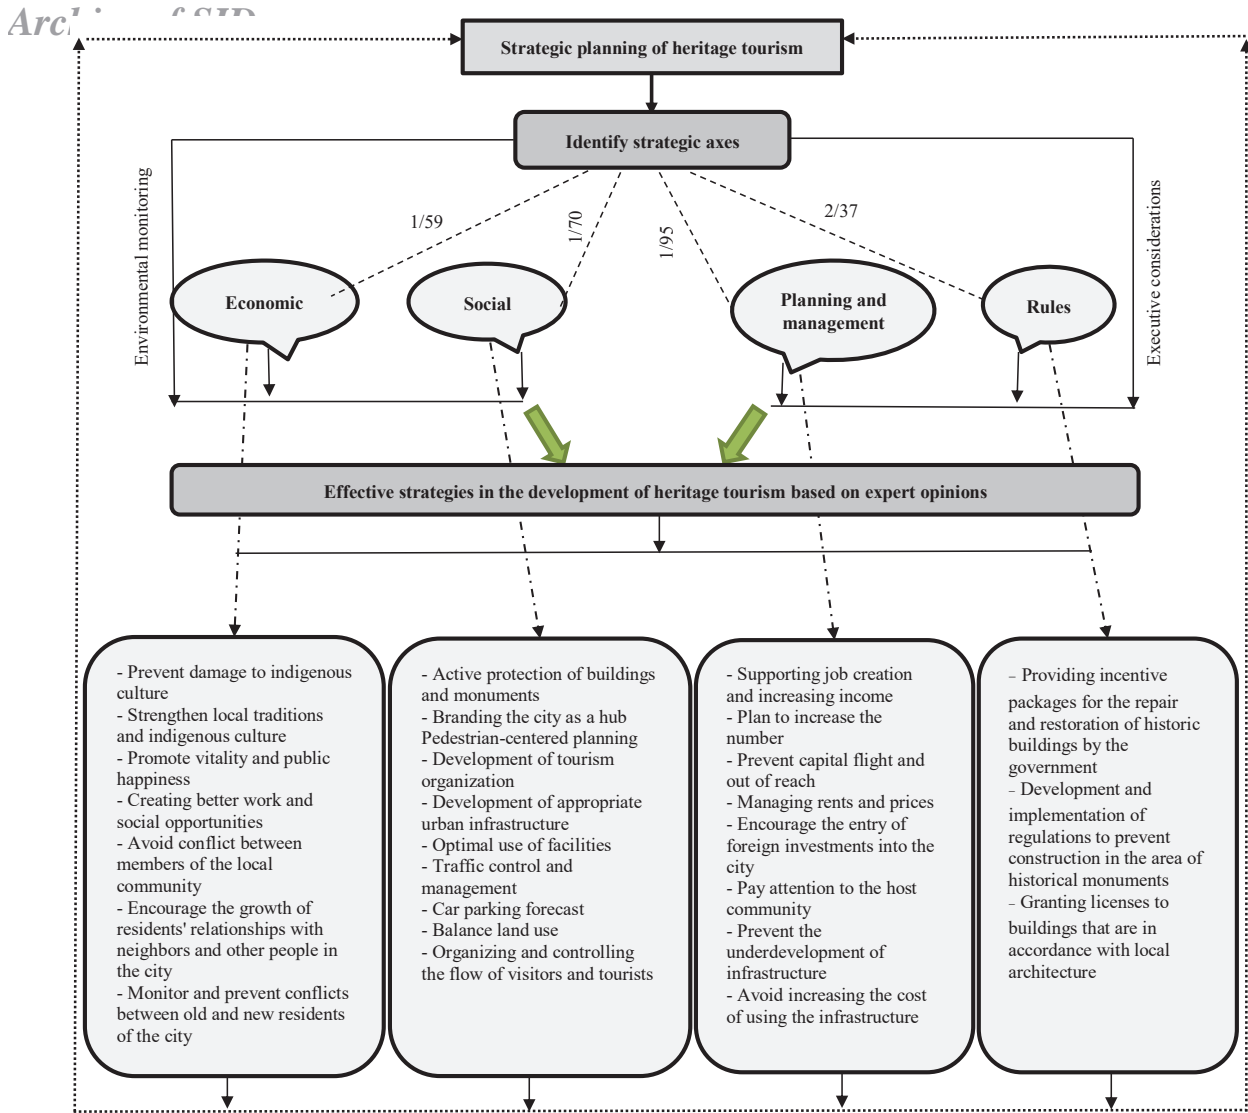 Strategic planning of heritage tourism
Identify strategic axes
Environmental monitoring
Executive considerations
1/59
1/70
1/95
2/37
Economic
Social
Planning and
management
Rules
Effective strategies in the development of heritage tourism based on expert opinions
- Prevent damage to indigenous
culture
- Strengthen local traditions
and indigenous culture
- Promote vitality and public
happiness
- Creating better work and
social opportunities
- Avoid conflict between
members of the local
community
- Encourage the growth of
residents' relationships with
neighbors and other people in
the city
- Monitor and prevent conflicts
between old and new residents
of the city
- Active protection of buildings
and monuments
- Branding the city as a hub
Pedestrian-centered planning
- Development of tourism
organization
- Development of appropriate
urban infrastructure
- Optimal use of facilities
- Traffic control and
management
- Car parking forecast
- Balance land use
- Organizing and controlling
the flow of visitors and tourists
- Supporting job creation
and increasing income
- Plan to increase the
number
- Prevent capital flight and
out of reach
- Managing rents and prices
- Encourage the entry of
foreign investments into the
city
- Pay attention to the host
community
- Prevent the
underdevelopment of
infrastructure
- Avoid increasing the cost
of using the infrastructure
- Providing incentive
packages for the repair
and restoration of historic
buildings by the
government
- Development and
implementation of
regulations to prevent
construction in the area of
historical monuments
- Granting licenses to
buildings that are in
accordance with local
architecture